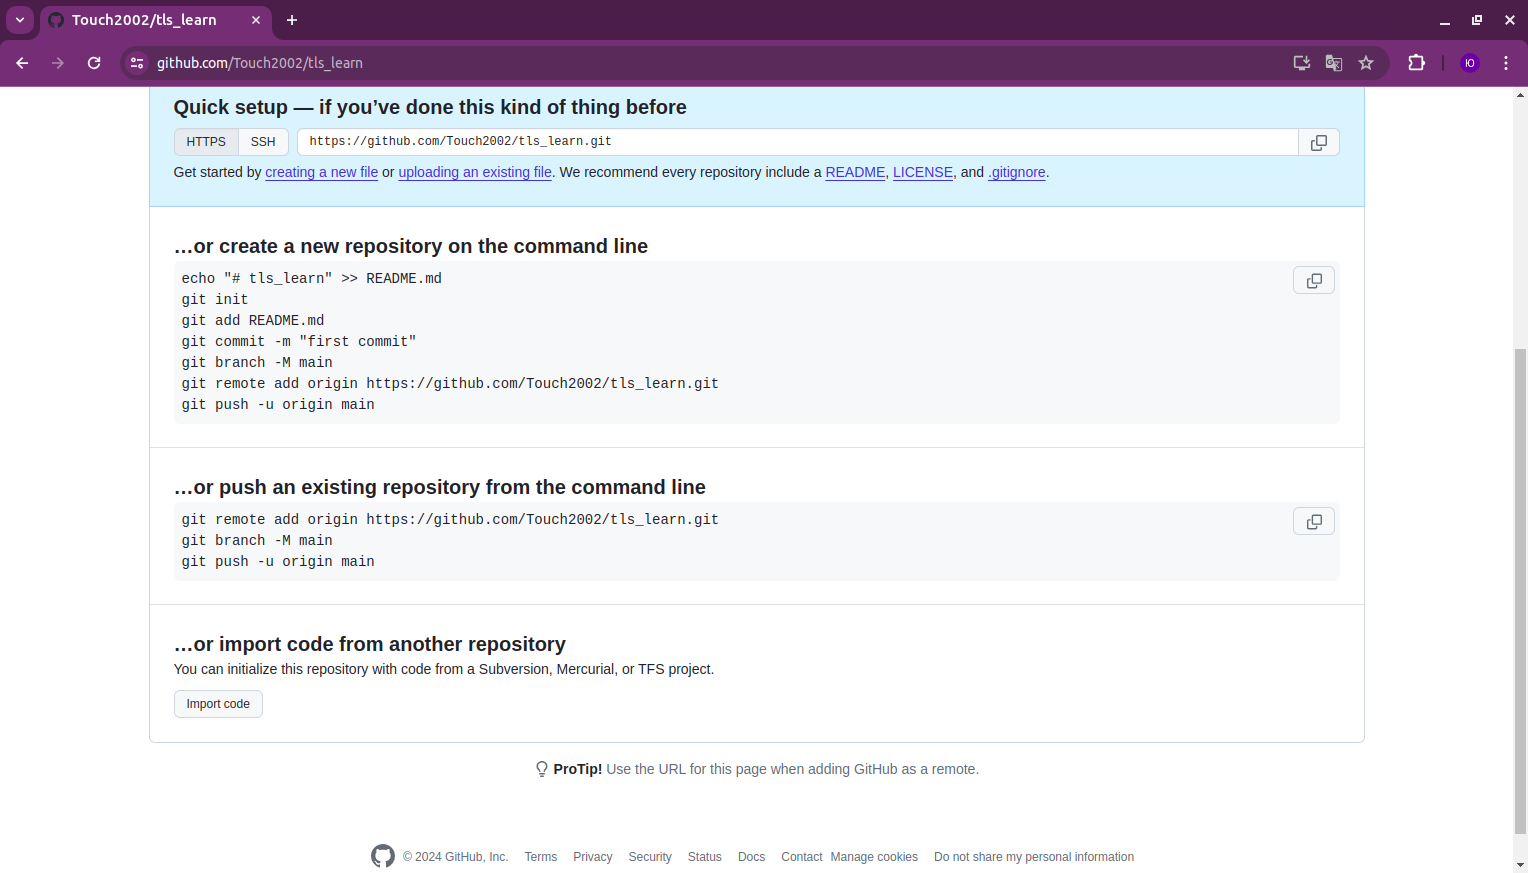 Touch2002/tls_learn
github.com/Touch2002/tls_learn
Ю
Quick setup — if you’ve done this kind of thing before
HTTPS SSH https://github.com/Touch2002/tls_learn.git
Get started by creating a new file or uploading an existing file. We recommend every repository include a README, LICENSE, and .gitignore.
…or create a new repository on the command line
echo "# tls_learn" >> README.md
git init
git add README.md
git commit -m "first commit"
git branch -M main
git remote add origin https://github.com/Touch2002/tls_learn.git
git push -u origin main
…or push an existing repository from the command line
git remote add origin https://github.com/Touch2002/tls_learn.git
git branch -M main
git push -u origin main
…or import code from another repository
You can initialize this repository with code from a Subversion, Mercurial, or TFS project.
Import code
ProTip! Use the URL for this page when adding GitHub as a remote.
© 2024 GitHub, Inc. Terms Privacy Security Status Docs Contact Manage cookies Do not share my personal information